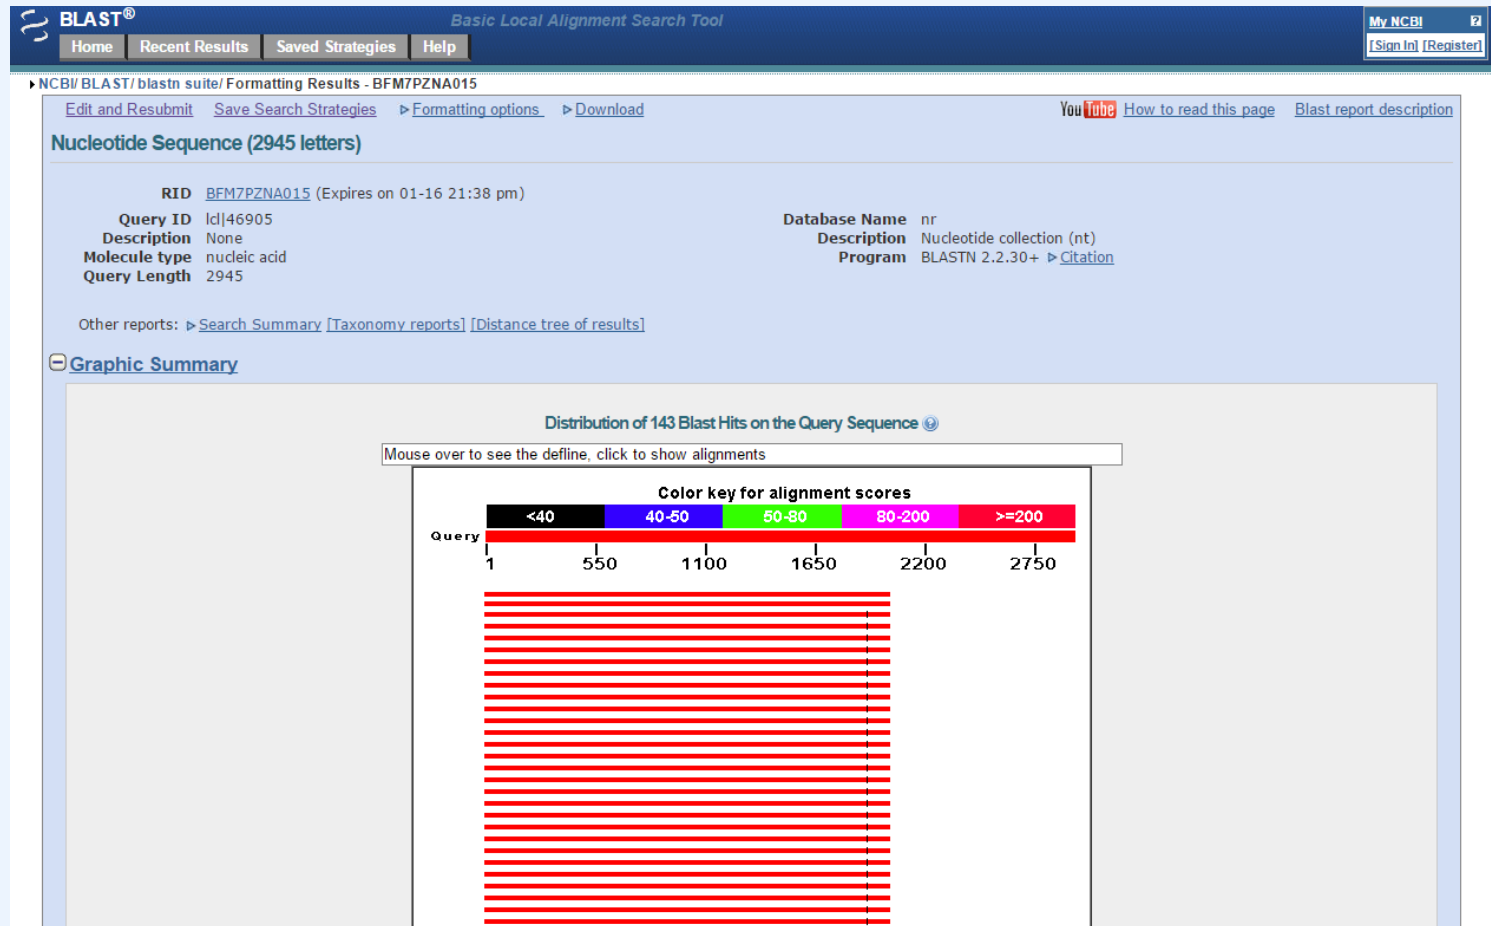 BLAST® Basic Local Alignment Search Tool My NCBI ?
Home Recent Results Saved Strategies Help [Sign In] [Register]
NCBI/ BLAST/ blastn suite/ Formatting Results - BFM7PZNA015
Edit and Resubmit Save Search Strategies Formatting options Download YouTube How to read this page Blast report description
Nucleotide Sequence (2945 letters)
RID BFM7PZNA015 (Expires on 01-16 21:38 pm)
Query ID lcl|46905 Database Name nr
Description None Description Nucleotide collection (nt)
Molecule type nucleic acid Program BLASTN 2.2.30+ Citation
Query Length 2945
Other reports: Search Summary [Taxonomy reports] [Distance tree of results]
Graphic Summary
Distribution of 143 Blast Hits on the Query Sequence ?
Mouse over to see the defline, click to show alignments
Color key for alignment scores
<40 40-50 50-80 80-200 >=200
Query
1 550 1100 1650 2200 2750